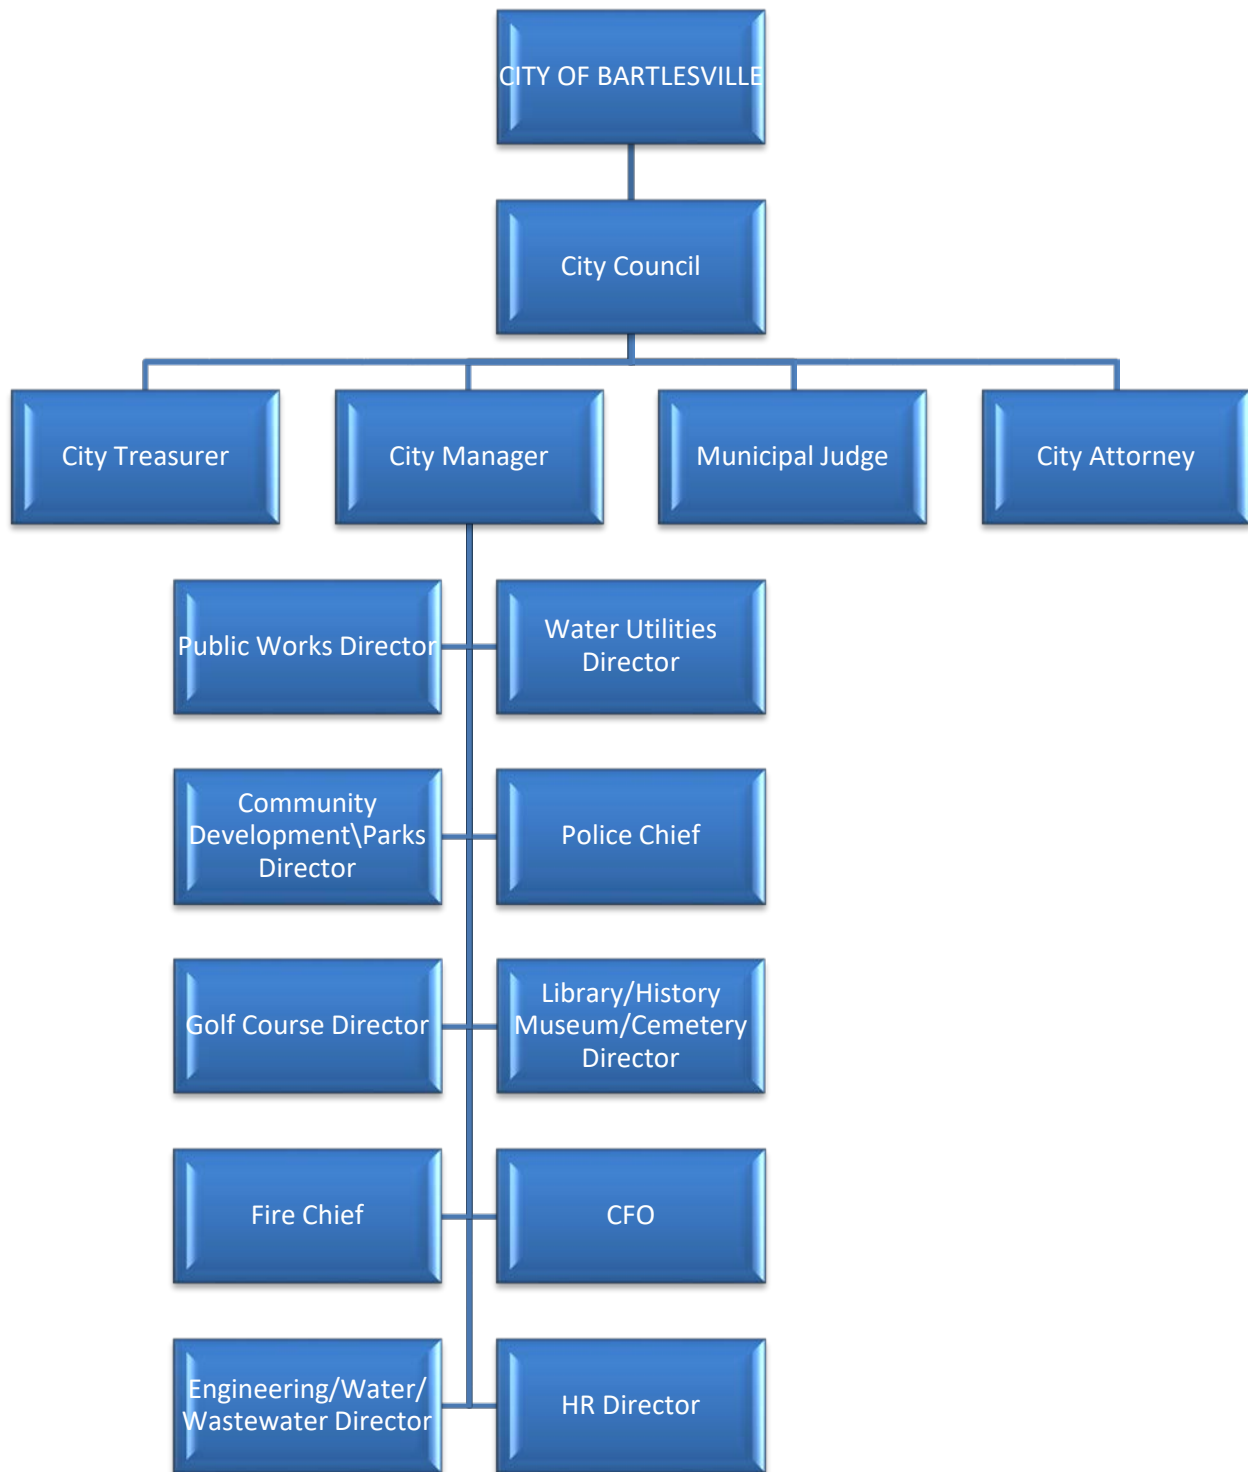 CITY OF BARTLESVILLE
City Council
City Treasurer
City Manager
Municipal Judge
City Attorney
Public Works Director
Water Utilities
Director
Community
Development\Parks
Director
Police Chief
Golf Course Director
Library/History
Museum/Cemetery
Director
Fire Chief
CFO
Engineering/Water/
Wastewater Director
HR Director